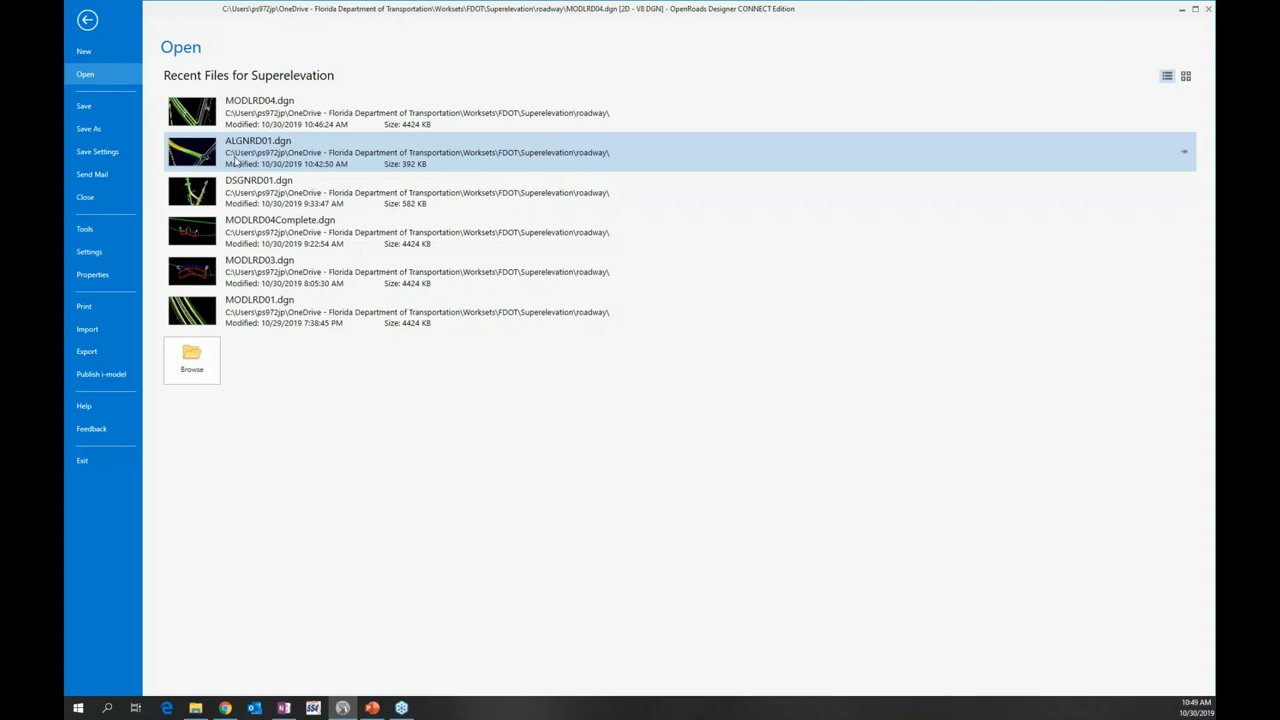 C:\Users\ps972jp\OneDrive - Florida Department of Transportation\Worksets\FDOT\Superelevation\roadway\MODLRD04.dgn [2D - V8 DGN] - OpenRoads Designer CONNECT Edition
New
Open
Save
Save As
Save Settings
Send Mail
Close
Tools
Settings
Properties
Print
Import
Export
Publish i-model
Help
Feedback
Exit
Open
Recent Files for Superelevation
MODLRD04.dgn
C:\Users\ps972jp\OneDrive - Florida Department of Transportation\Worksets\FDOT\Superelevation\roadway\
Modified: 10/30/2019 10:46:24 AM Size: 4424 KB
ALGNRD01.dgn
C:\Users\ps972jp\OneDrive - Florida Department of Transportation\Worksets\FDOT\Superelevation\roadway\
Modified: 10/30/2019 10:42:50 AM Size: 392 KB
DSGNRD01.dgn
C:\Users\ps972jp\OneDrive - Florida Department of Transportation\Worksets\FDOT\Superelevation\roadway\
Modified: 10/30/2019 9:33:47 AM Size: 582 KB
MODLRD04Complete.dgn
C:\Users\ps972jp\OneDrive - Florida Department of Transportation\Worksets\FDOT\Superelevation\roadway\
Modified: 10/30/2019 9:22:54 AM Size: 4424 KB
MODLRD03.dgn
C:\Users\ps972jp\OneDrive - Florida Department of Transportation\Worksets\FDOT\Superelevation\roadway\
Modified: 10/30/2019 8:05:30 AM Size: 4424 KB
MODLRD01.dgn
C:\Users\ps972jp\OneDrive - Florida Department of Transportation\Worksets\FDOT\Superelevation\roadway\
Modified: 10/29/2019 7:38:45 PM Size: 4424 KB
Browse
SS4
10:49 AM
10/30/2019